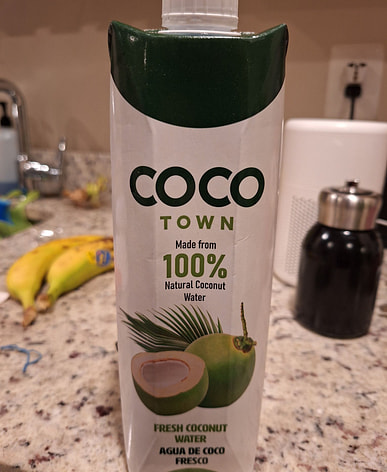 COCO
TOWN
Made from
100%
Natural Coconut
Water
FRESH COCONUT
WATER
AGUA DE COCO
FRESCO